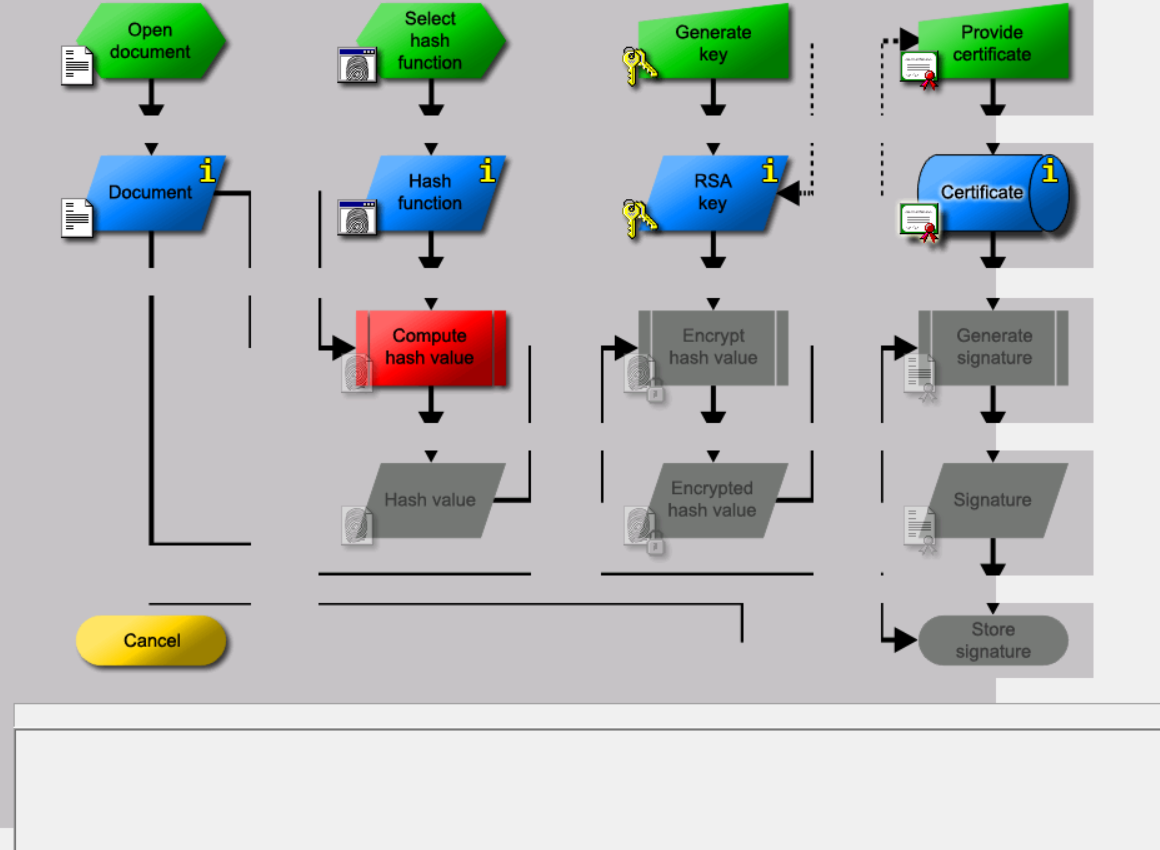 Open
document
Select
hash
function
Generate
key
Provide
certificate
Document
i
Hash
function
i
RSA
key
i
Certificate
i
Compute
hash value
Encrypt
hash value
Generate
signature
Hash value
Encrypted
hash value
Signature
Cancel
Store
signature